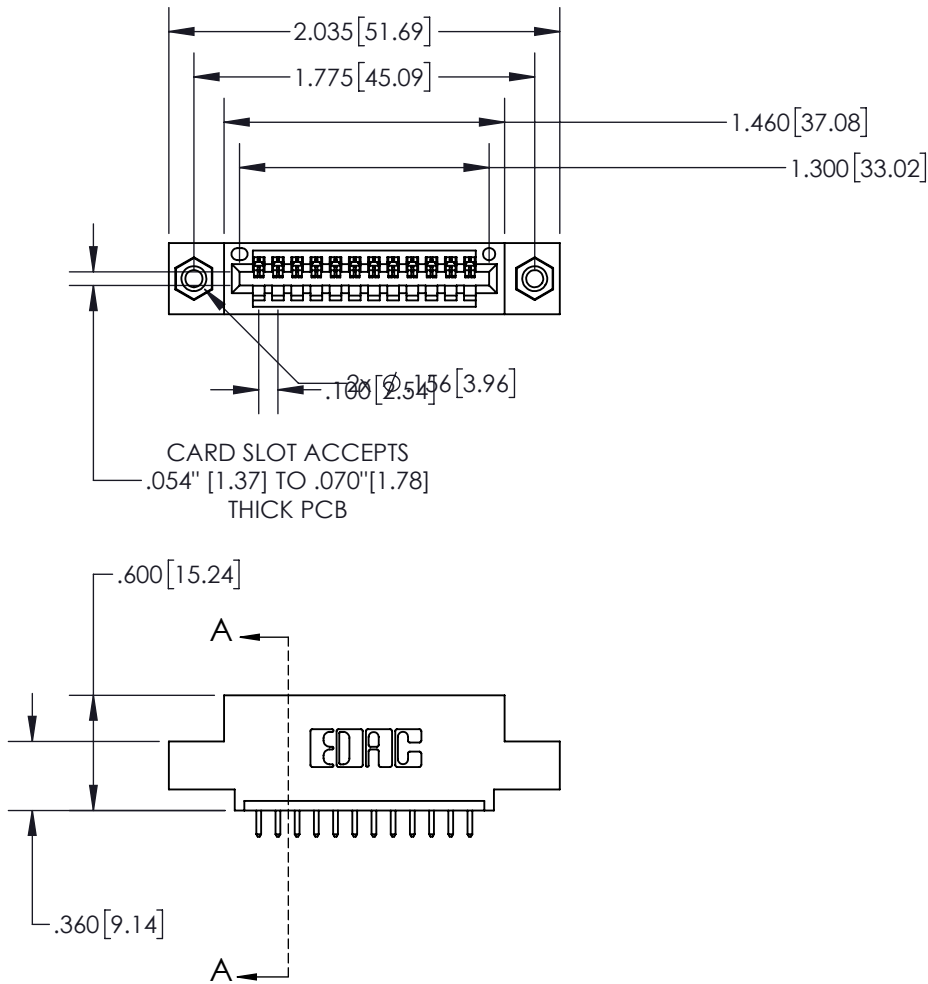 2.035[51.69]
1.775[45.09]
1.460[37.08]
1.300[33.02]
2x Ø .156 [3.96]
.100[2.54]
CARD SLOT ACCEPTS
.054" [1.37] TO .070"[1.78]
THICK PCB
.600[15.24]
A
EDAC
.360[9.14]
A